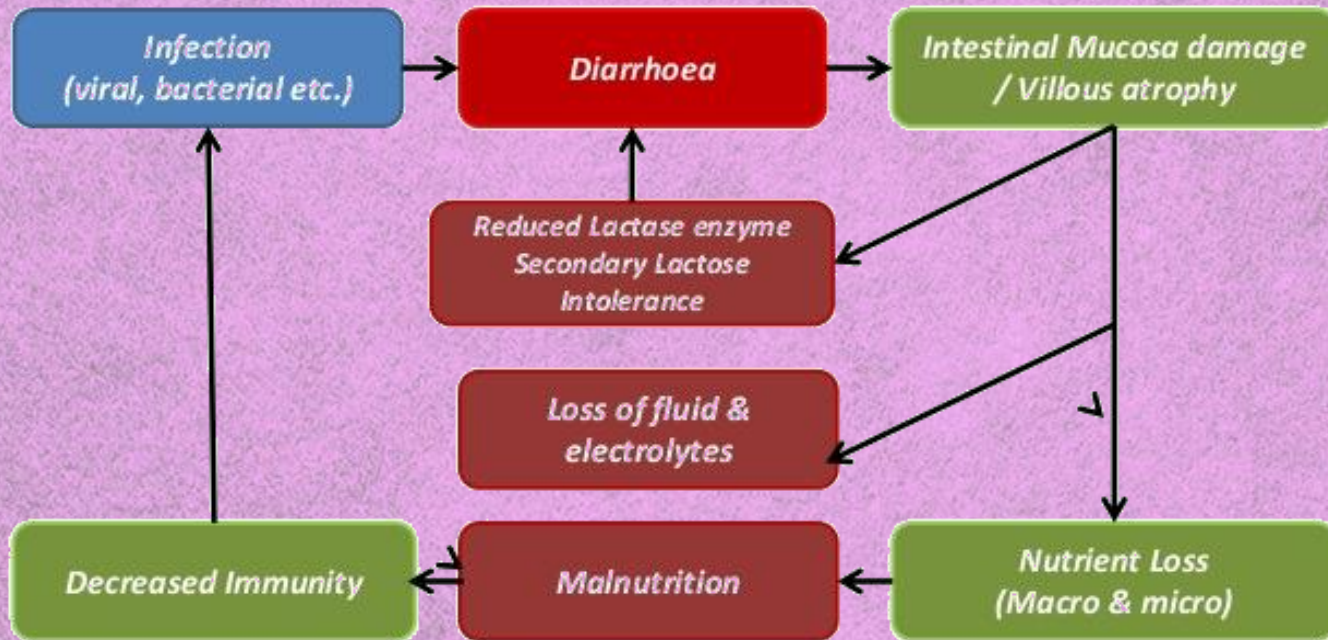 Infection
(viral, bacterial etc.)
Diarrhoea
Intestinal Mucosa damage
/ Villous atrophy
Reduced Lactase enzyme
Secondary Lactose
Intolerance
Loss of fluid &
electrolytes
Decreased Immunity
Malnutrition
Nutrient Loss
(Macro & micro)